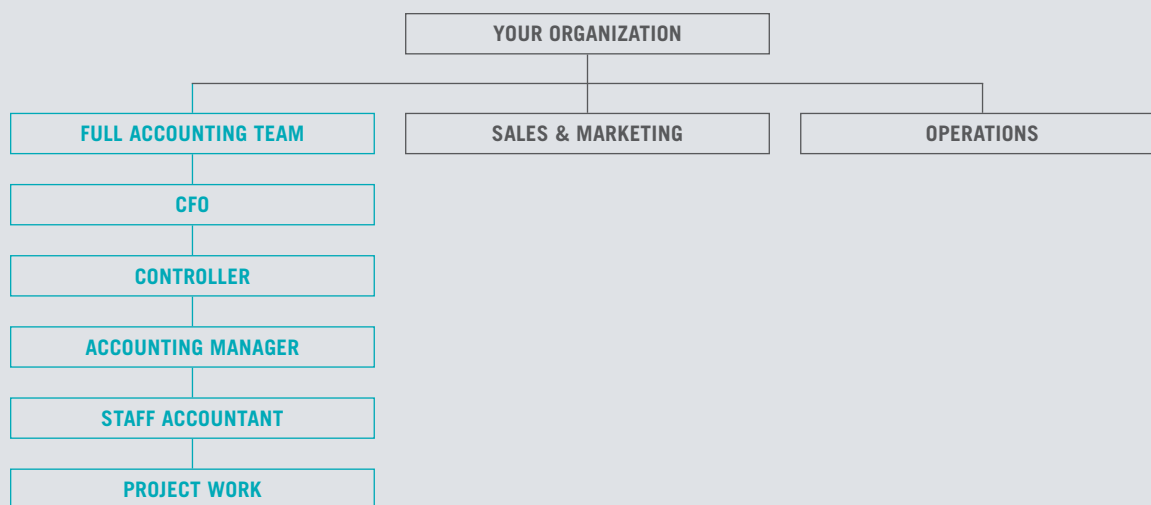 YOUR ORGANIZATION
FULL ACCOUNTING TEAM
SALES & MARKETING
OPERATIONS
CFO
CONTROLLER
ACCOUNTING MANAGER
STAFF ACCOUNTANT
PROJECT WORK